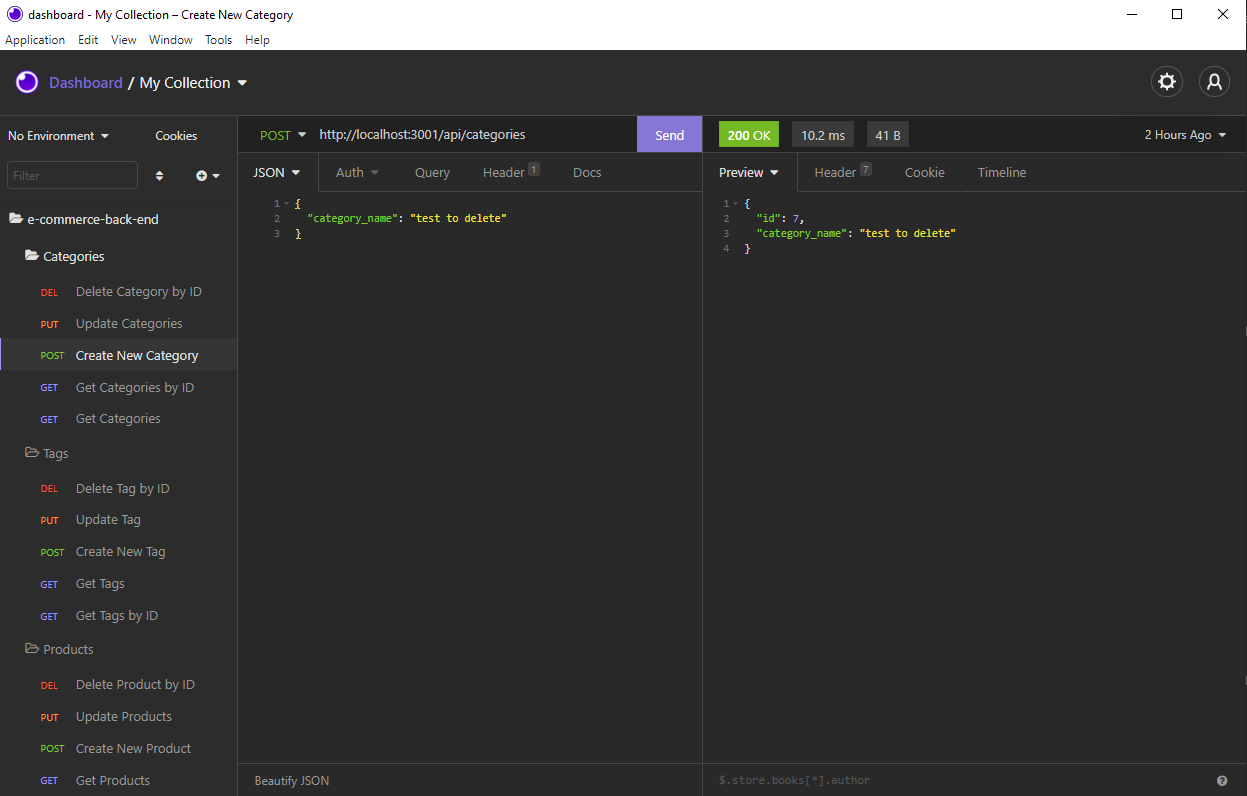 dashboard - My Collection – Create New Category
Application Edit View Window Tools Help
Dashboard / My Collection
No Environment Cookies
Filter
e-commerce-back-end
Categories
DEL Delete Category by ID
PUT Update Categories
POST Create New Category
GET Get Categories by ID
GET Get Categories
Tags
DEL Delete Tag by ID
PUT Update Tag
POST Create New Tag
GET Get Tags
GET Get Tags by ID
Products
DEL Delete Product by ID
PUT Update Products
POST Create New Product
GET Get Products
POST http://localhost:3001/api/categories Send
JSON Auth Query Header 1 Docs
1 {
2 "category_name": "test to delete"
3 }
Beautify JSON
200 OK 10.2 ms 41 B 2 Hours Ago
Preview Header 7 Cookie Timeline
1 {
2 "id": 7,
3 "category_name": "test to delete"
4 }
$.store.books[*].author